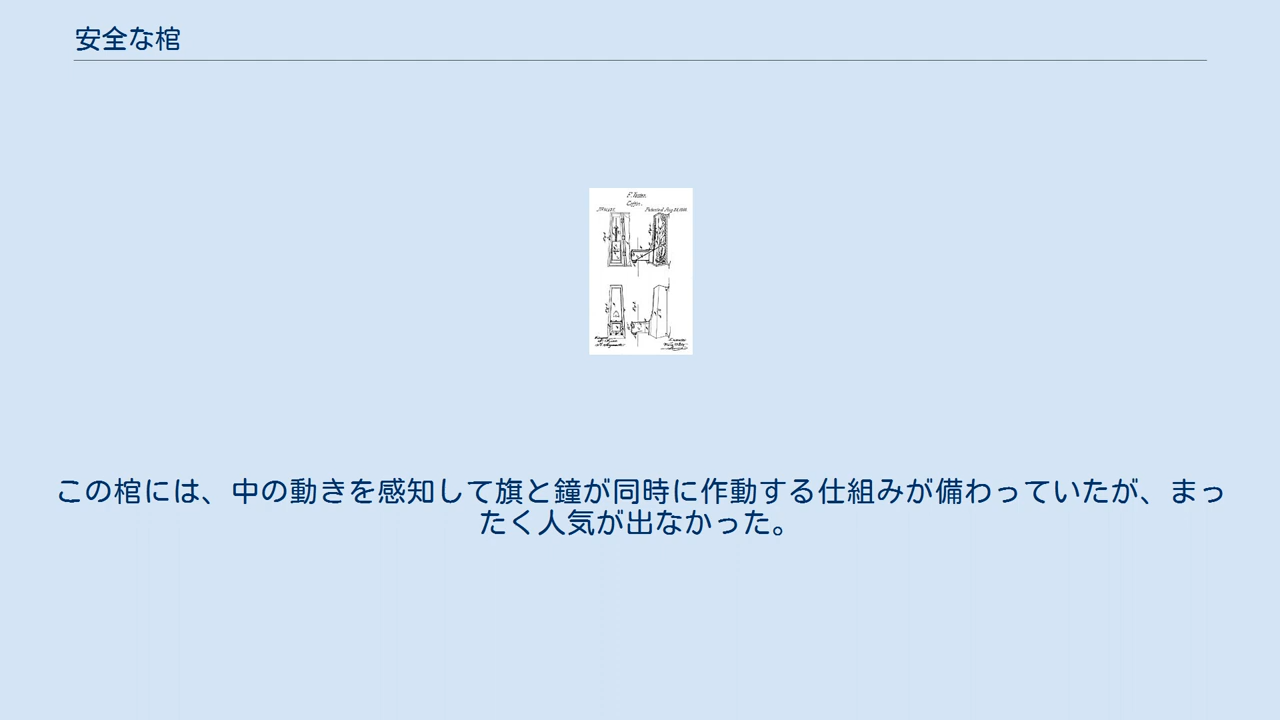 安全な棺
F. Vester.
Coffin.
この棺には、中の動きを感知して旗と鐘が同時に作動する仕組みが備わっていたが、まっ
たく人気が出なかった。